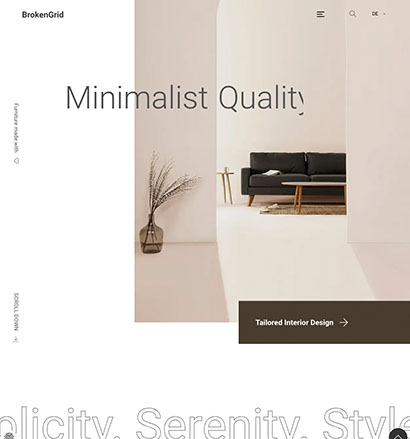 BrokenGrid
DE
Furniture made with
Minimalist Quality
Tailored Interior Design
SCROLL DOWN
plicity. Serenity. Style